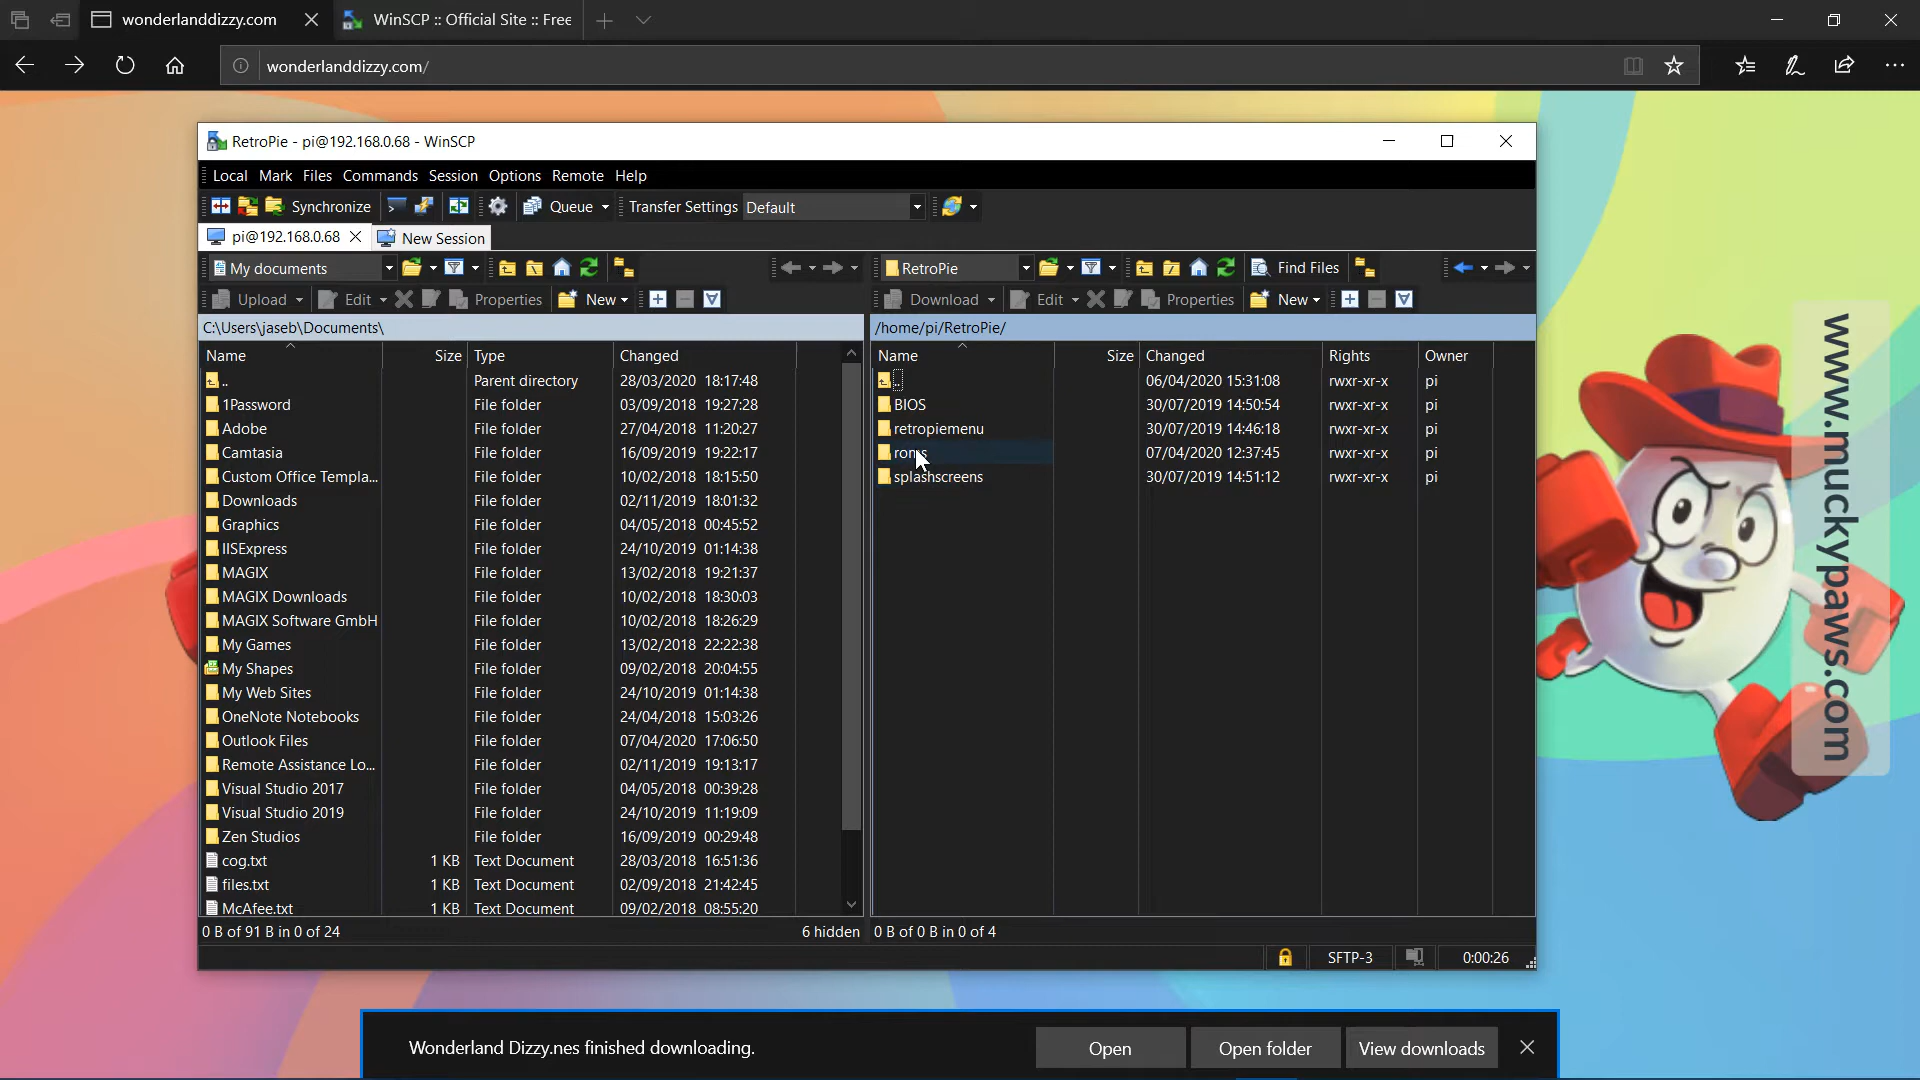 wonderlanddizzy.com
WinSCP :: Official Site :: Free
wonderlanddizzy.com/
RetroPie - pi@192.168.0.68 - WinSCP
Local Mark Files Commands Session Options Remote Help
Synchronize Queue Transfer Settings Default
pi@192.168.0.68 New Session
My documents
RetroPie Find Files
Upload Edit Properties New
Download Edit Properties New
C:\Users\jaseb\Documents\
/home/pi/RetroPie/
Name Size Type Changed
.. Parent directory 28/03/2020 18:17:48
1Password File folder 03/09/2018 19:27:28
Adobe File folder 27/04/2018 11:20:27
Camtasia File folder 16/09/2019 19:22:17
Custom Office Templa... File folder 10/02/2018 18:15:50
Downloads File folder 02/11/2019 18:01:32
Graphics File folder 04/05/2018 00:45:52
IISExpress File folder 24/10/2019 01:14:38
MAGIX File folder 13/02/2018 19:21:37
MAGIX Downloads File folder 10/02/2018 18:30:03
MAGIX Software GmbH File folder 10/02/2018 18:26:29
My Games File folder 13/02/2018 22:22:38
My Shapes File folder 09/02/2018 20:04:55
My Web Sites File folder 24/10/2019 01:14:38
OneNote Notebooks File folder 24/04/2018 15:03:26
Outlook Files File folder 07/04/2020 17:06:50
Remote Assistance Lo... File folder 02/11/2019 19:13:17
Visual Studio 2017 File folder 04/05/2018 00:39:28
Visual Studio 2019 File folder 24/10/2019 11:19:09
Zen Studios File folder 16/09/2019 00:29:48
cog.txt 1 KB Text Document 28/03/2018 16:51:36
files.txt 1 KB Text Document 02/09/2018 21:42:45
McAfee.txt 1 KB Text Document 09/02/2018 08:55:20
0 B of 91 B in 0 of 24 6 hidden
Name Size Changed Rights Owner
.. 06/04/2020 15:31:08 rwxr-xr-x pi
BIOS 30/07/2019 14:50:54 rwxr-xr-x pi
retropiemenu 30/07/2019 14:46:18 rwxr-xr-x pi
roms 07/04/2020 12:37:45 rwxr-xr-x pi
splashscreens 30/07/2019 14:51:12 rwxr-xr-x pi
0 B of 0 B in 0 of 4
SFTP-3 0:00:26
www.muckypaws.com
Wonderland Dizzy.nes finished downloading.
Open Open folder View downloads